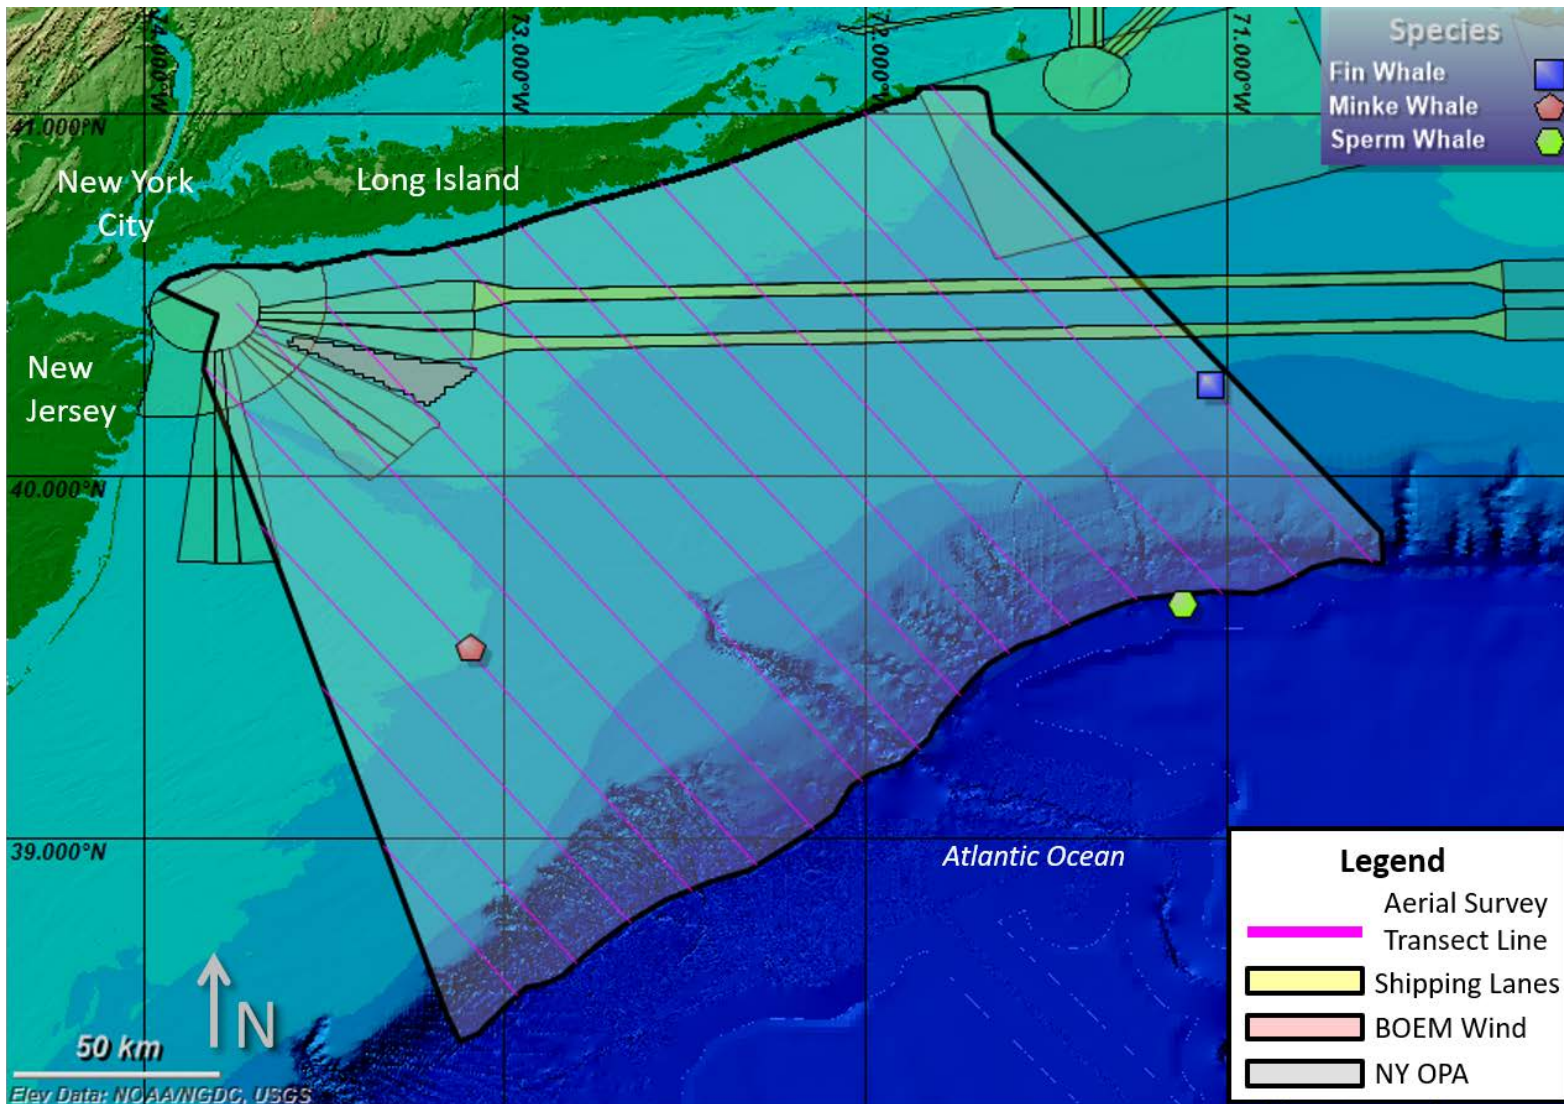 74.000°W
73.000°W
72.000°W
71.000°W
Species
Fin Whale
Minke Whale
Sperm Whale
41.000°N
New York
City
Long Island
New
Jersey
40.000°N
39.000°N
Atlantic Ocean
Legend
Aerial Survey
Transect Line
Shipping Lanes
BOEM Wind
NY OPA
N
50 km
Elev Data: NOAA/NGDC, USGS